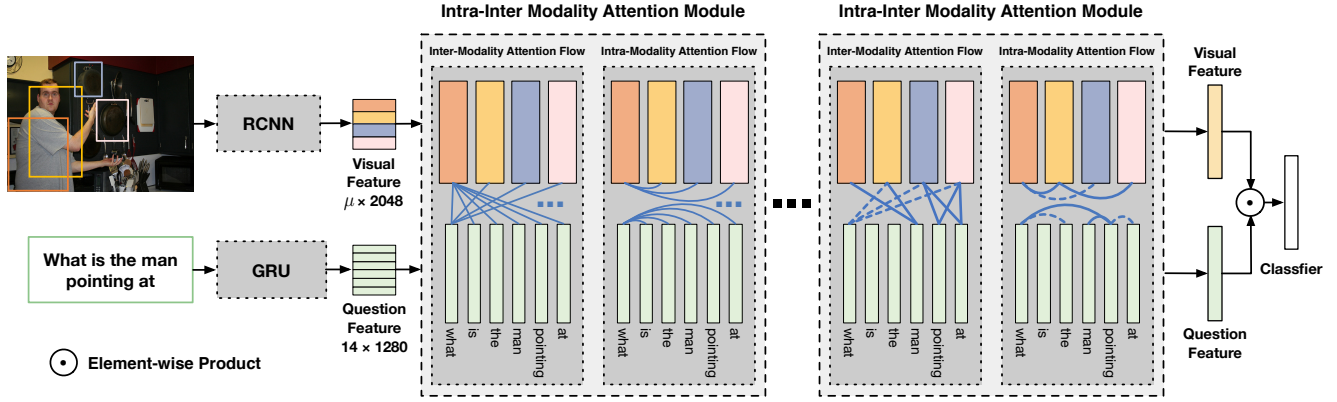 Intra-Inter Modality Attention Module
Intra-Inter Modality Attention Module
Inter-Modality Attention Flow
Intra-Modality Attention Flow
Inter-Modality Attention Flow
Intra-Modality Attention Flow
RCNN
Visual
Feature
μ × 2048
What is the man
pointing at
GRU
Question
Feature
14 × 1280
what
is
the
man
pointing
at
what
is
the
man
pointing
at
what
is
the
man
pointing
at
what
is
the
man
pointing
at
Visual
Feature
Classfier
Question
Feature
Element-wise Product